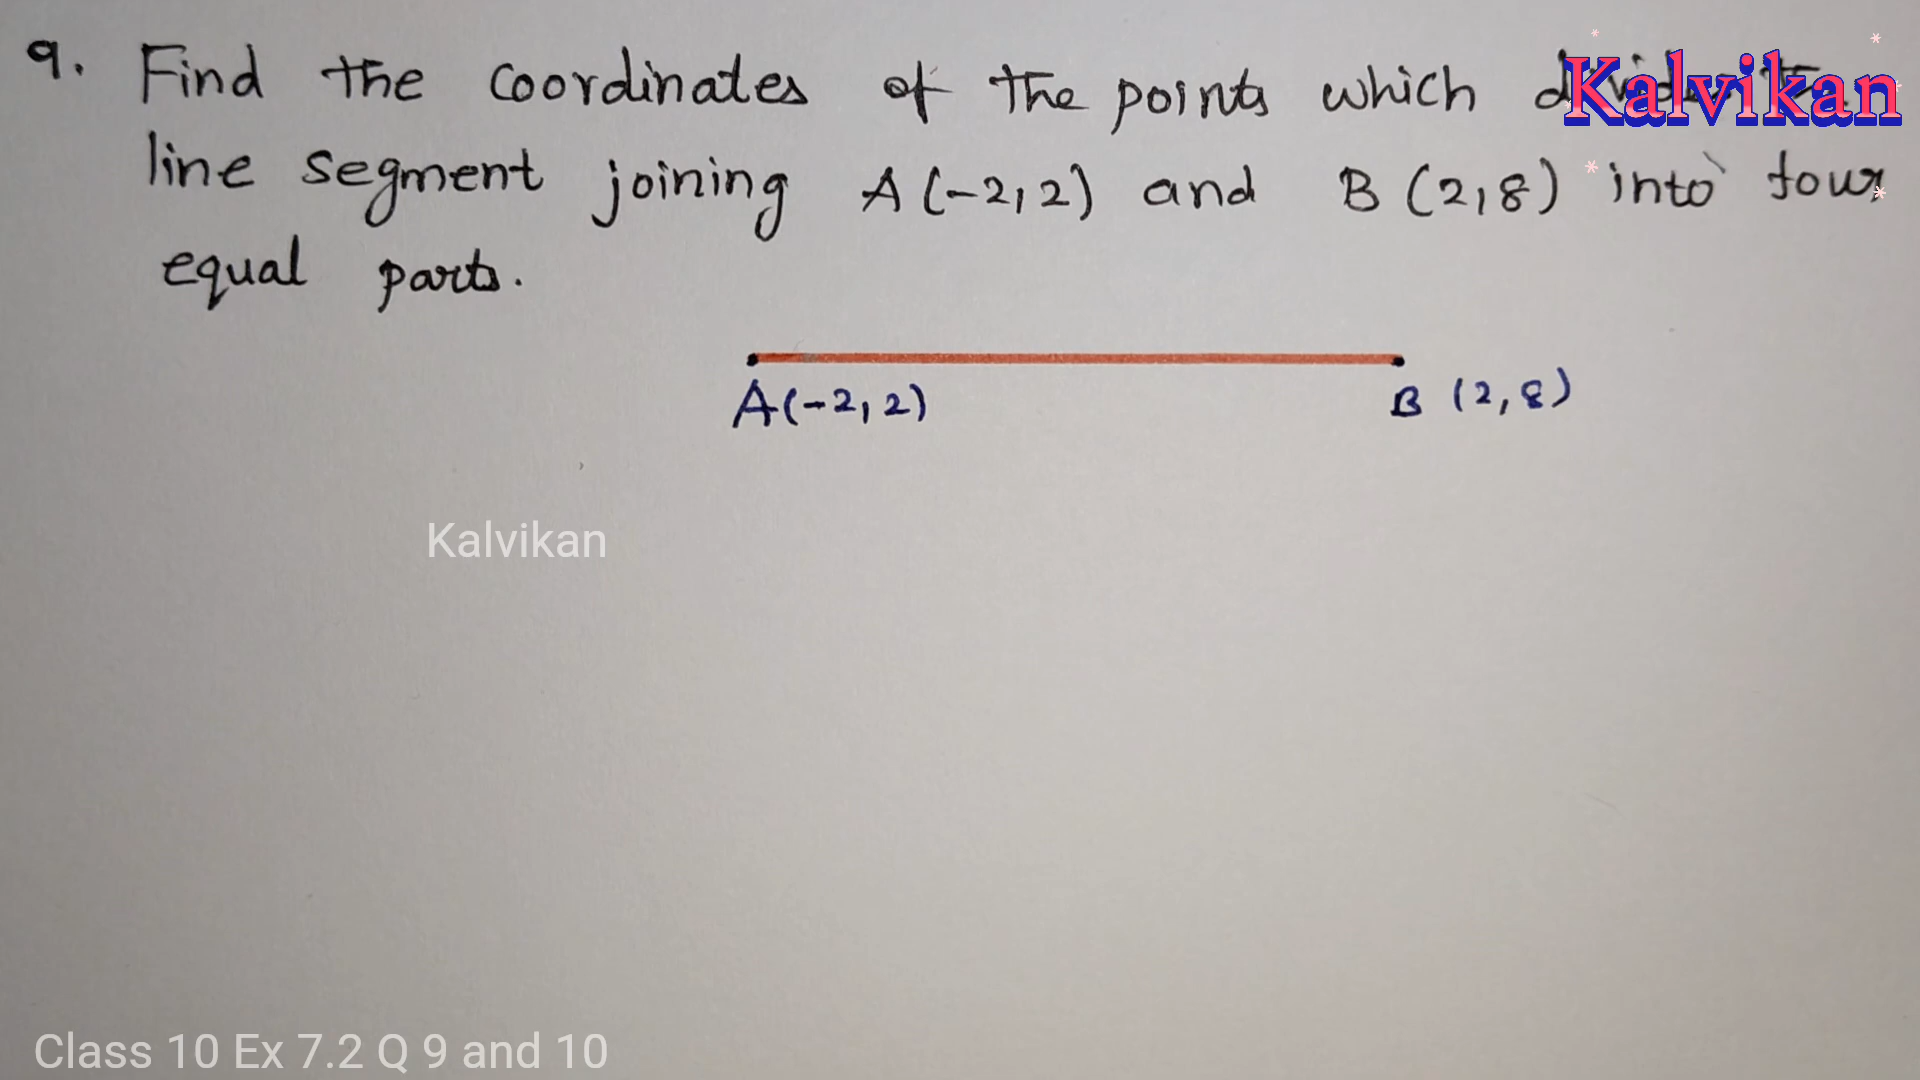 9. Find the coordinates of the points which
Kalvikan
line segment joining A(-2,2) and B(2,8) into four
equal parts.
A(-2,2)
B (2,8)
Kalvikan
Class 10 Ex 7.2 Q 9 and 10